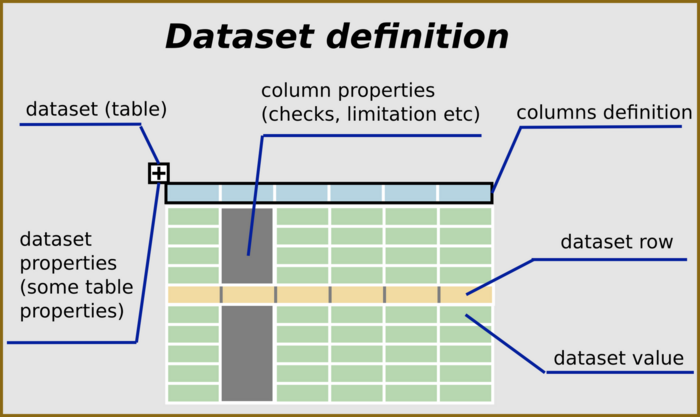 Dataset definition
dataset (table)
column properties
(checks, limitation etc)
columns definition
dataset
properties
(some table
properties)
dataset row
dataset value